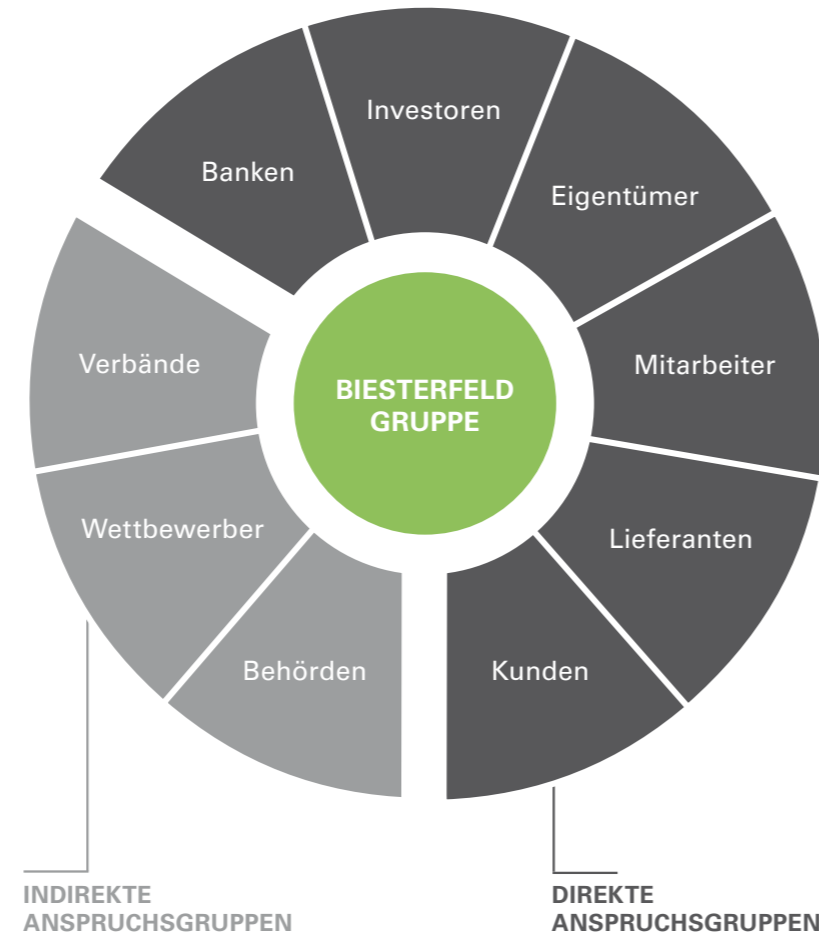 Investoren
Banken
Eigentümer
Verbände
Mitarbeiter
BIESTERFELD
GRUPPE
Wettbewerber
Lieferanten
Behörden
Kunden
INDIREKTE
ANSPRUCHSGRUPPEN
DIREKTE
ANSPRUCHSGRUPPEN